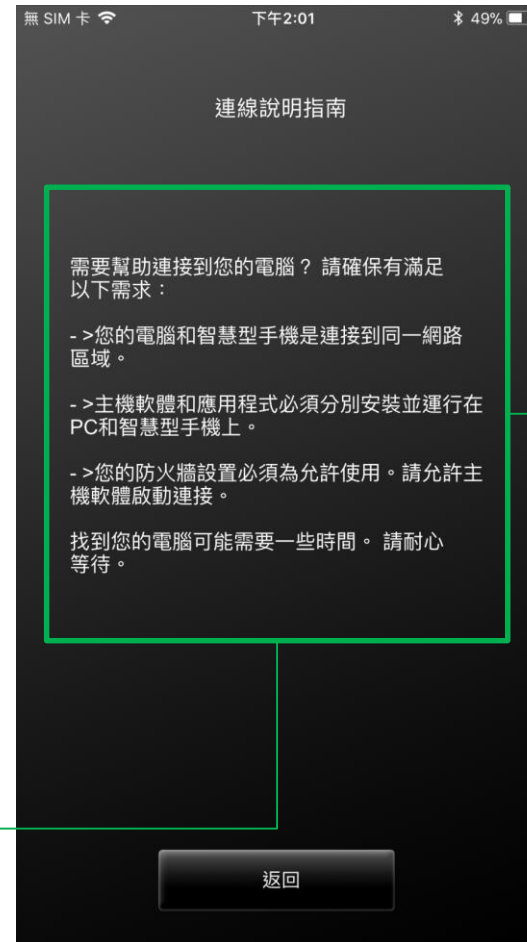 無 SIM 卡 下午2:01 49%
連線說明指南
需要幫助連接到您的電腦？ 請確保有滿足
以下需求：
- >您的電腦和智慧型手機是連接到同一網路
區域。
- >主機軟體和應用程式必須分別安裝並運行在
PC和智慧型手機上。
- >您的防火牆設置必須為允許使用。請允許主
機軟體啟動連接。
找到您的電腦可能需要一些時間。 請耐心
等待。
返回